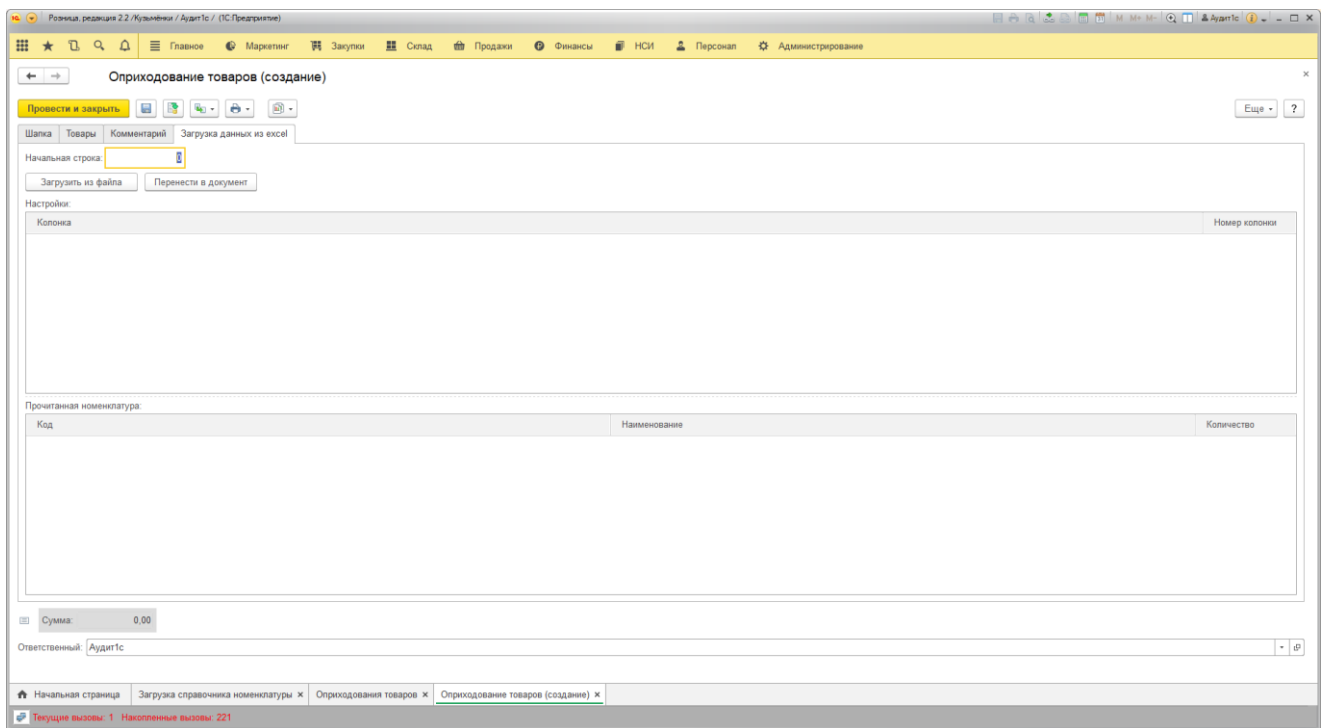 Розница, редакция 2.2 /Кузьмёнки / Аудит1с / (1С:Предприятие)
M M+ M- Аудит1с
Главное Маркетинг Закупки Склад Продажи Финансы НСИ Персонал Администрирование
Оприходование товаров (создание)
Провести и закрыть Еще ?
Шапка Товары Комментарий Загрузка данных из excel
Начальная строка: 0
Загрузить из файла Перенести в документ
Настройки:
Колонка Номер колонки
Прочитанная номенклатура:
Код Наименование Количество
Сумма: 0,00
Ответственный: Аудит1с
Начальная страница Загрузка справочника номенклатуры × Оприходования товаров × Оприходование товаров (создание) ×
Текущие вызовы: 1 Накопленные вызовы: 221